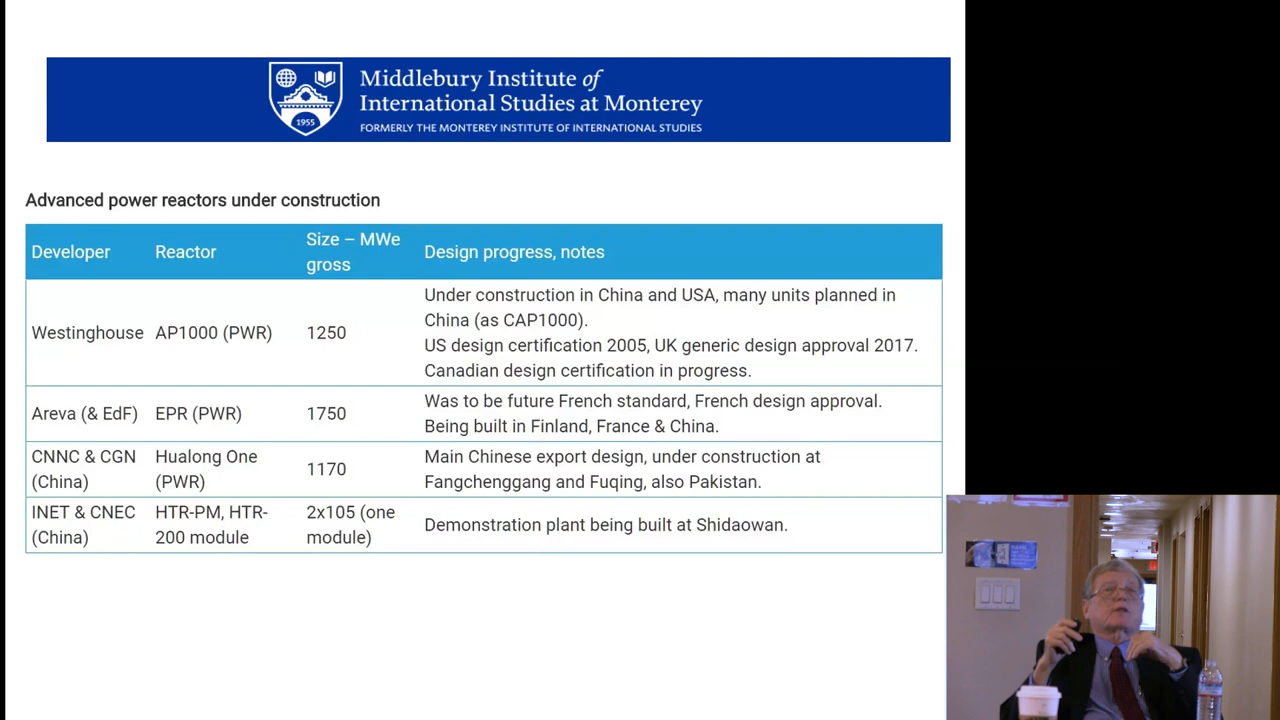 Middlebury Institute of
International Studies at Monterey
FORMERLY THE MONTEREY INSTITUTE OF INTERNATIONAL STUDIES
1955
Advanced power reactors under construction
Developer Reactor Size – MWe gross Design progress, notes
Westinghouse AP1000 (PWR) 1250 Under construction in China and USA, many units planned in
China (as CAP1000).
US design certification 2005, UK generic design approval 2017.
Canadian design certification in progress.
Areva (& EdF) EPR (PWR) 1750 Was to be future French standard, French design approval.
Being built in Finland, France & China.
CNNC & CGN Hualong One 1170 Main Chinese export design, under construction at
(China) (PWR) Fangchenggang and Fuqing, also Pakistan.
INET & CNEC HTR-PM, HTR- 2x105 (one Demonstration plant being built at Shidaowan.
(China) 200 module module)